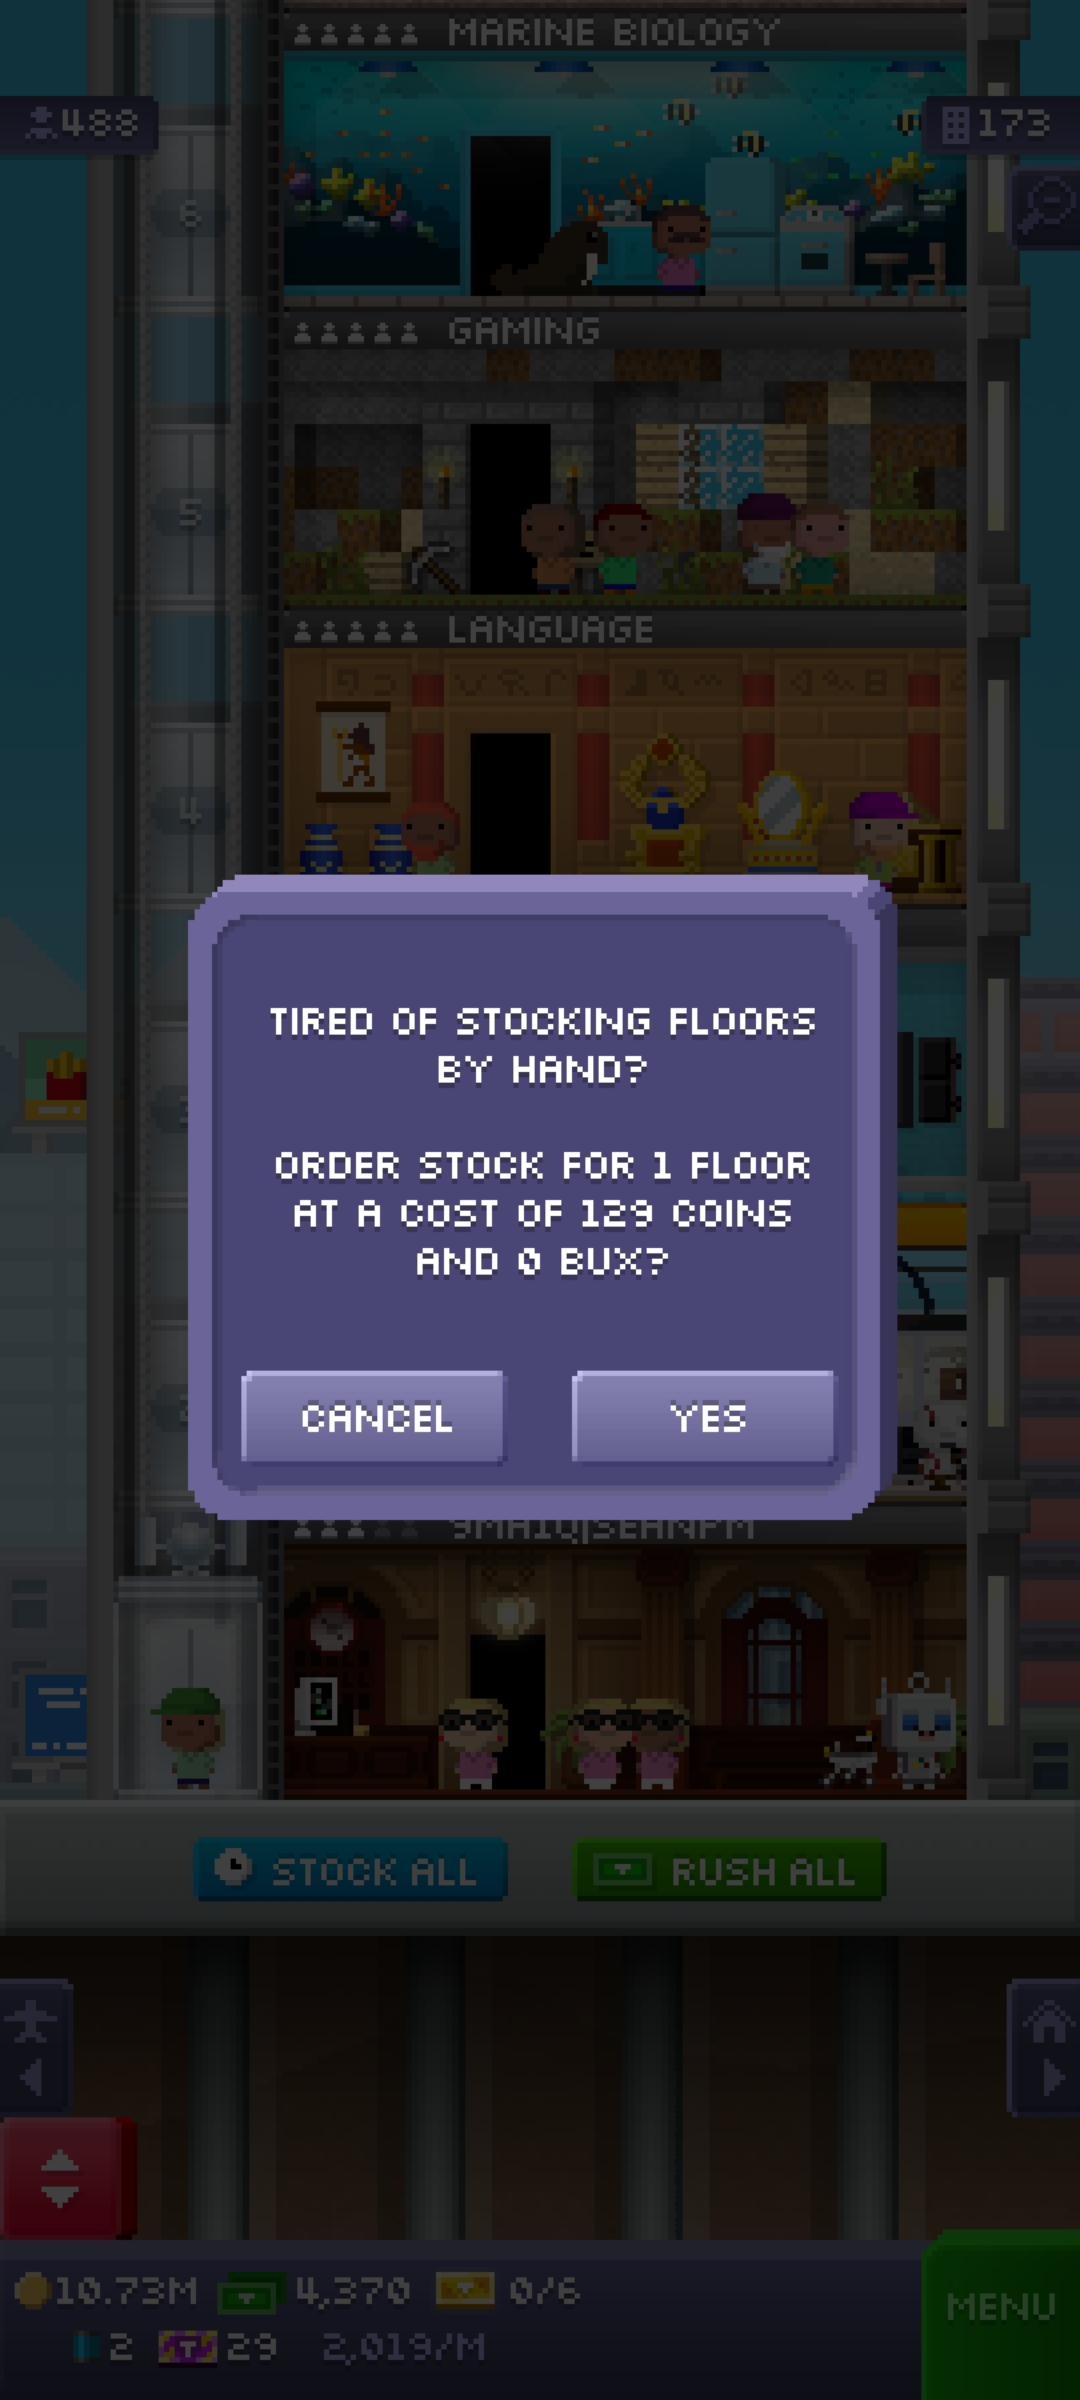 MARINE BIOLOGY
488
173
6
GAMING
5
LANGUAGE
4
TIRED OF STOCKING FLOORS
BY HAND?
ORDER STOCK FOR 1 FLOOR
AT A COST OF 129 COINS
AND 0 BUX?
CANCEL
YES
STOCK ALL
RUSH ALL
10.73M
4,370
0/6
MENU
2
29
2,019/M